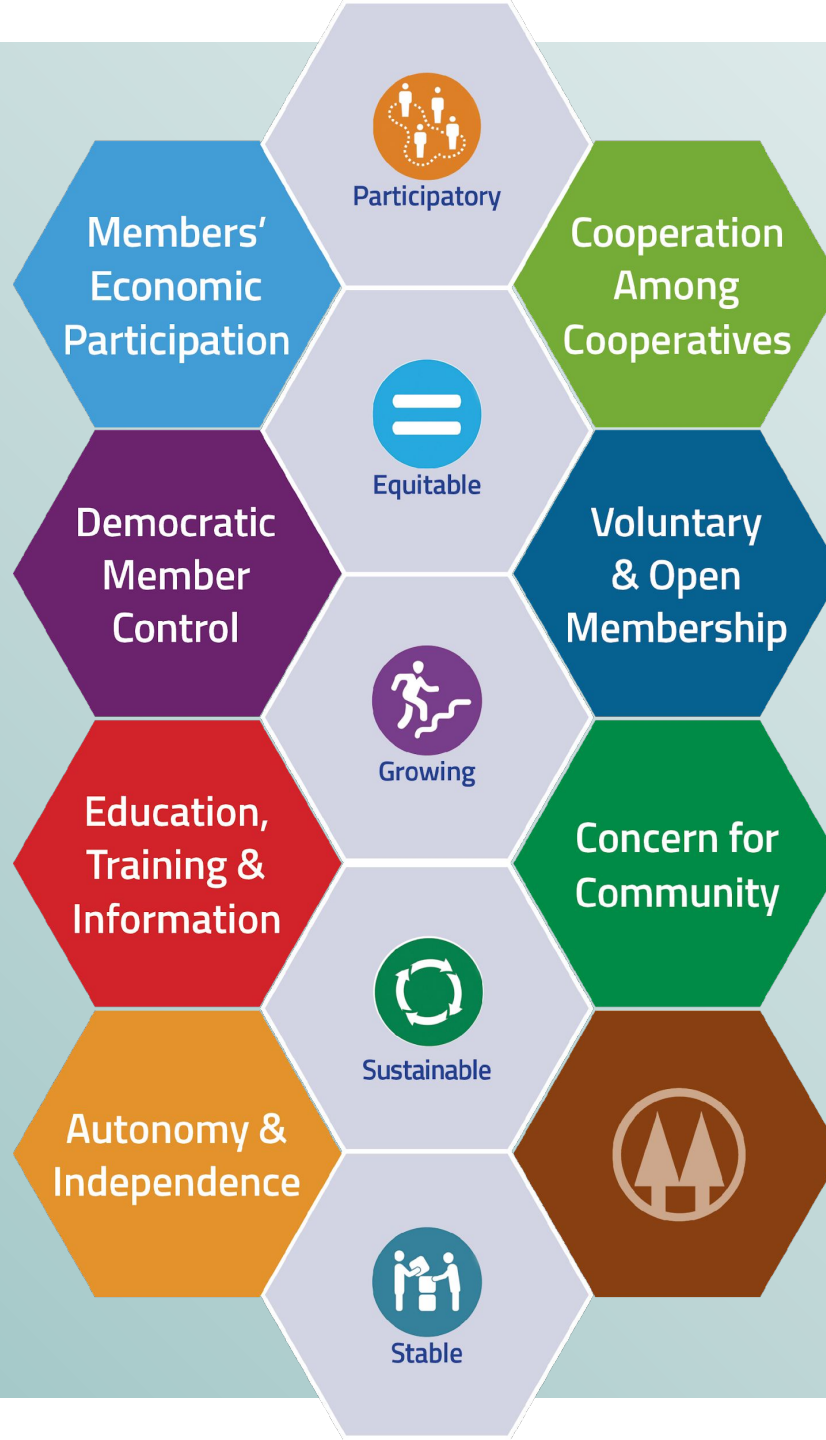 Participatory
Members’
Economic
Participation
Cooperation
Among
Cooperatives
Equitable
Democratic
Member
Control
Voluntary
& Open
Membership
Growing
Education,
Training &
Information
Concern for
Community
Sustainable
Autonomy &
Independence
Stable